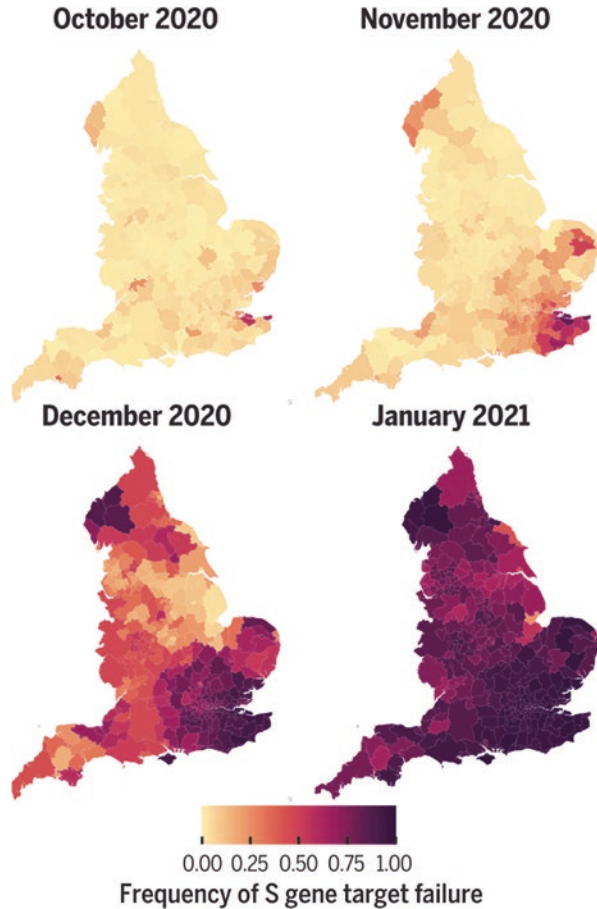 October 2020
November 2020
December 2020
January 2021
0.00 0.25 0.50 0.75 1.00
Frequency of S gene target failure